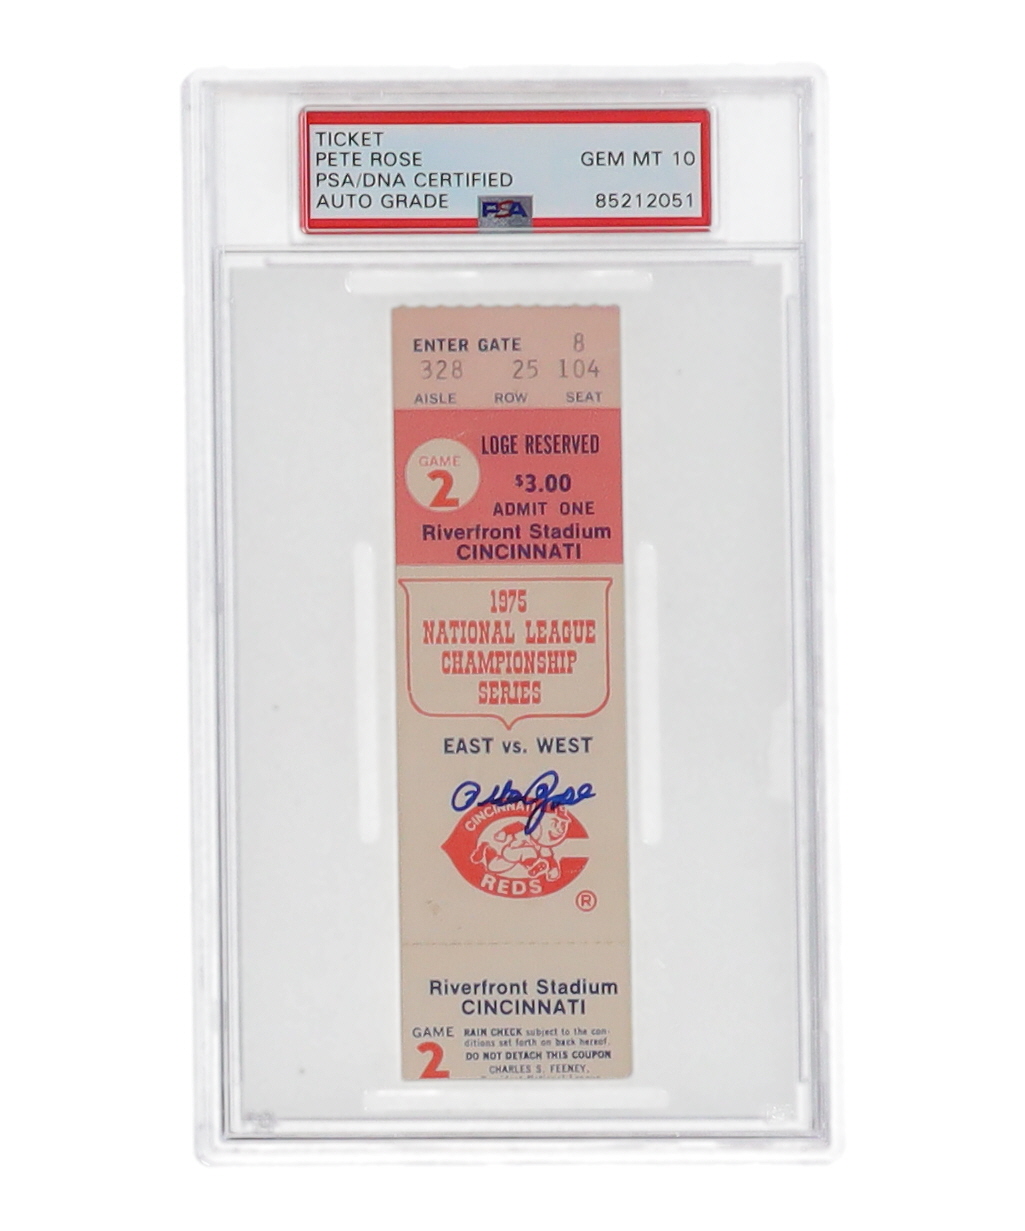 TICKET
PETE ROSE
PSA/DNA CERTIFIED
AUTO GRADE
GEM MT 10
85212051
PSA
ENTER GATE 8
328 25 104
AISLE ROW SEAT
GAME
2
LOGE RESERVED
$3.00
ADMIT ONE
Riverfront Stadium
CINCINNATI
1975
NATIONAL LEAGUE
CHAMPIONSHIP
SERIES
EAST vs. WEST
Pete Rose
CINCINNATI
REDS
®
Riverfront Stadium
CINCINNATI
GAME
2
RAIN CHECK subject to the con-
ditions set forth on back hereof.
DO NOT DETACH THIS COUPON
CHARLES S. FEENEY,